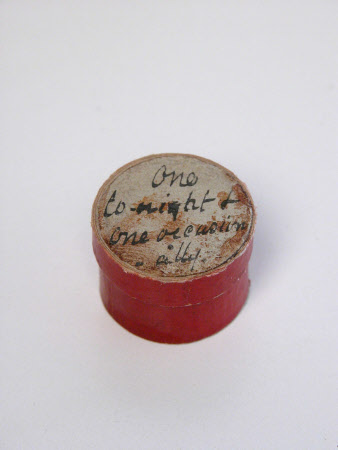 One
to-night &
one occasion
ally.